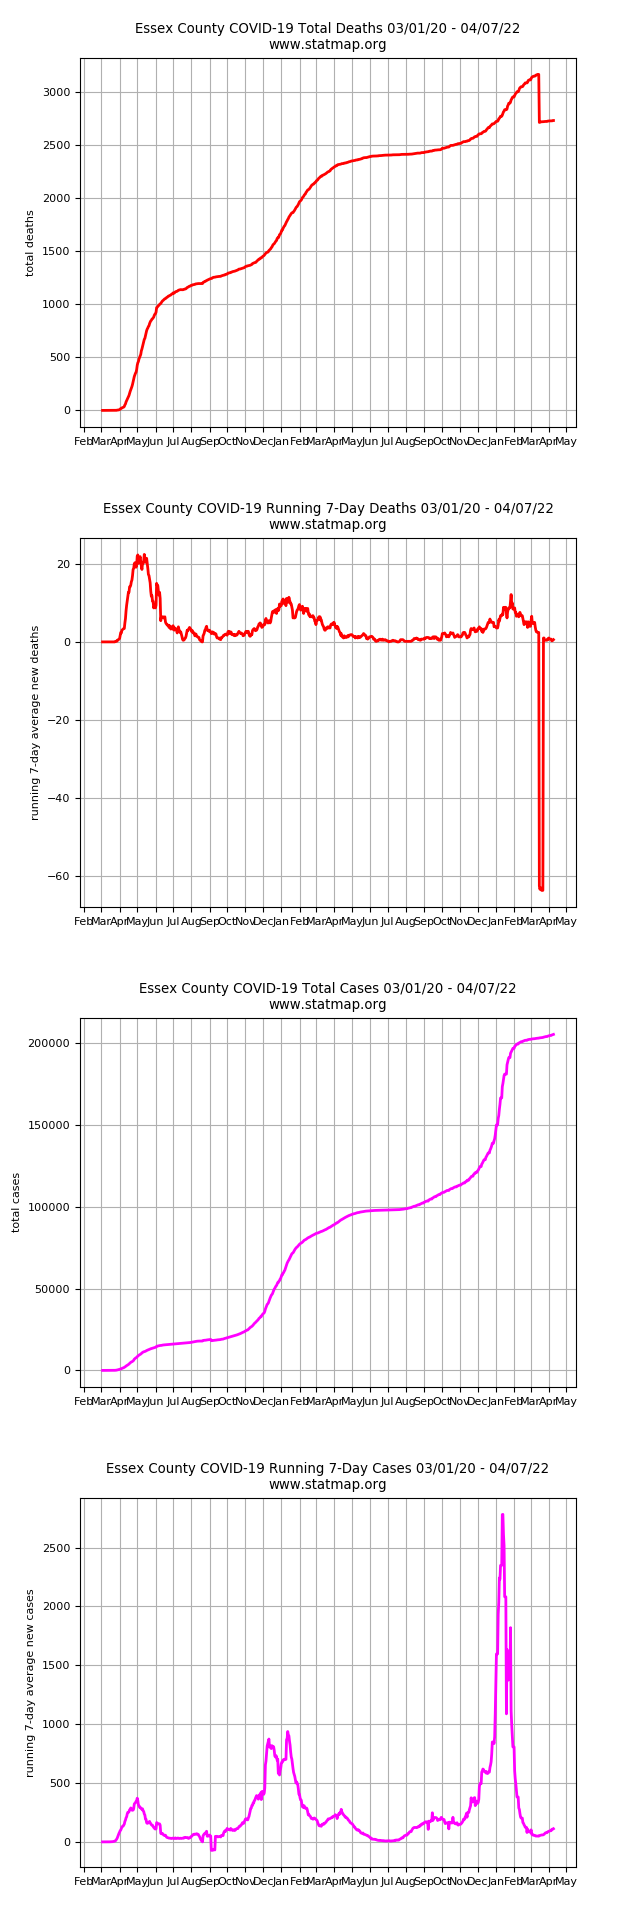 Essex County COVID-19 Total Deaths 03/01/20 - 04/07/22
www.statmap.org
total deaths
3000
2500
2000
1500
1000
500
0
Feb Mar Apr May Jun Jul Aug Sep Oct Nov Dec Jan Feb Mar Apr May Jun Jul Aug Sep Oct Nov Dec Jan Feb Mar Apr May
Essex County COVID-19 Running 7-Day Deaths 03/01/20 - 04/07/22
www.statmap.org
running 7-day average new deaths
20
0
−20
−40
−60
Feb Mar Apr May Jun Jul Aug Sep Oct Nov Dec Jan Feb Mar Apr May Jun Jul Aug Sep Oct Nov Dec Jan Feb Mar Apr May
Essex County COVID-19 Total Cases 03/01/20 - 04/07/22
www.statmap.org
total cases
200000
150000
100000
50000
0
Feb Mar Apr May Jun Jul Aug Sep Oct Nov Dec Jan Feb Mar Apr May Jun Jul Aug Sep Oct Nov Dec Jan Feb Mar Apr May
Essex County COVID-19 Running 7-Day Cases 03/01/20 - 04/07/22
www.statmap.org
running 7-day average new cases
2500
2000
1500
1000
500
0
Feb Mar Apr May Jun Jul Aug Sep Oct Nov Dec Jan Feb Mar Apr May Jun Jul Aug Sep Oct Nov Dec Jan Feb Mar Apr May